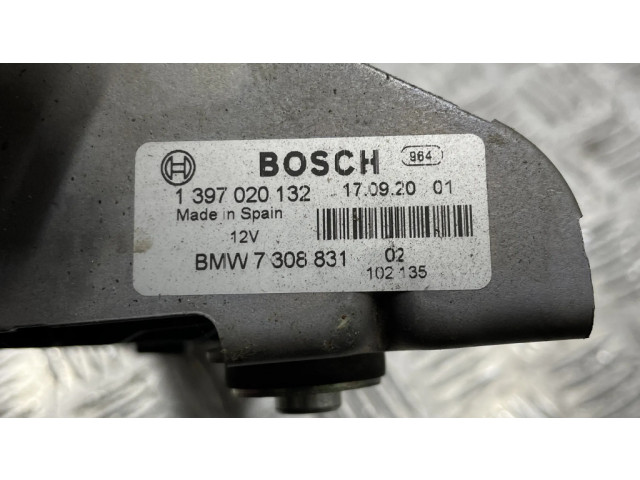 BOSCH 964
1 397 020 132 17.09.20 01
Made in Spain
12V
BMW 7 308 831 02
102 135